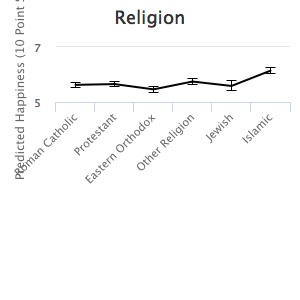 Religion
Predicted Happiness (10 Point
7
5
Roman Catholic
Protestant
Eastern Orthodox
Other Religion
Jewish
Islamic